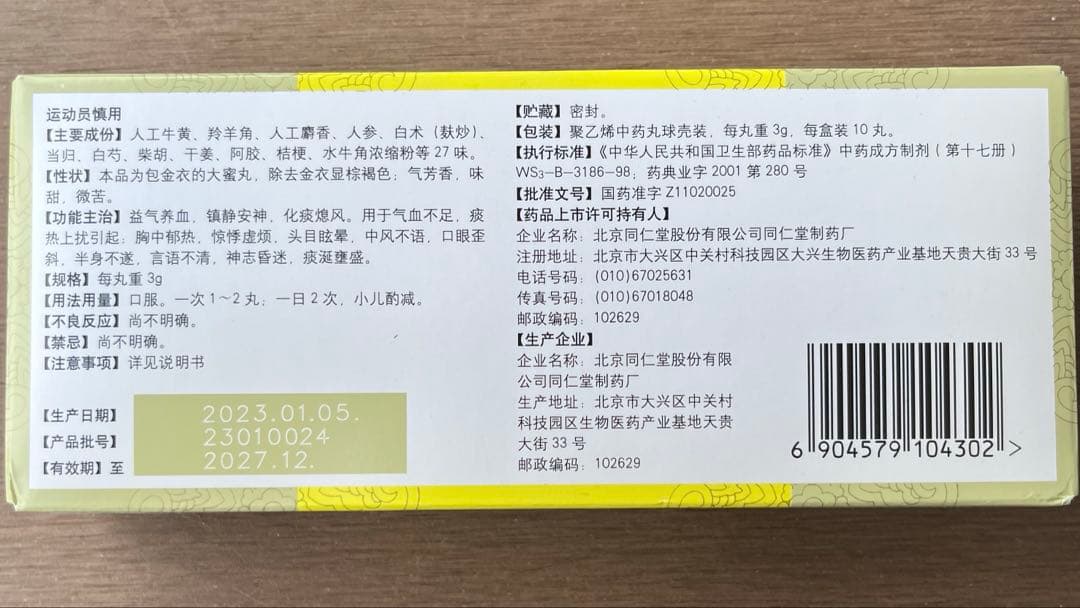 运动员慎用
【主要成份】人工牛黄、羚羊角、人工麝香、人参、白术（麸炒）、
当归、白芍、柴胡、干姜、阿胶、桔梗、水牛角浓缩粉等 27 味。
【性状】本品为包金衣的大蜜丸，除去金衣显棕褐色；气芳香，味
甜，微苦。
【功能主治】益气养血，镇静安神，化痰熄风。用于气血不足，痰
热上扰引起：胸中郁热，惊悸虚烦，头目眩晕，中风不语，口眼歪
斜，半身不遂，言语不清，神志昏迷，痰涎壅盛。
【规格】每丸重 3g
【用法用量】口服。一次 1～2 丸；一日 2 次，小儿酌减。
【不良反应】尚不明确。
【禁忌】尚不明确。
【注意事项】详见说明书
【生产日期】 2023.01.05.
【产品批号】 23010024
【有效期】至 2027.12.
【贮藏】密封。
【包装】聚乙烯中药丸球壳装，每丸重 3g，每盒装 10 丸。
【执行标准】《中华人民共和国卫生部药品标准》中药成方制剂（第十七册）
WS3-B-3186-98；药典业字 2001 第 280 号
【批准文号】国药准字 Z11020025
【药品上市许可持有人】
企业名称：北京同仁堂股份有限公司同仁堂制药厂
注册地址：北京市大兴区中关村科技园区大兴生物医药产业基地天贵大街 33 号
电话号码：(010)67025631
传真号码：(010)67018048
邮政编码：102629
【生产企业】
企业名称：北京同仁堂股份有限
公司同仁堂制药厂
生产地址：北京市大兴区中关村
科技园区生物医药产业基地天贵
大街 33 号
邮政编码：102629
6 904579 104302 >